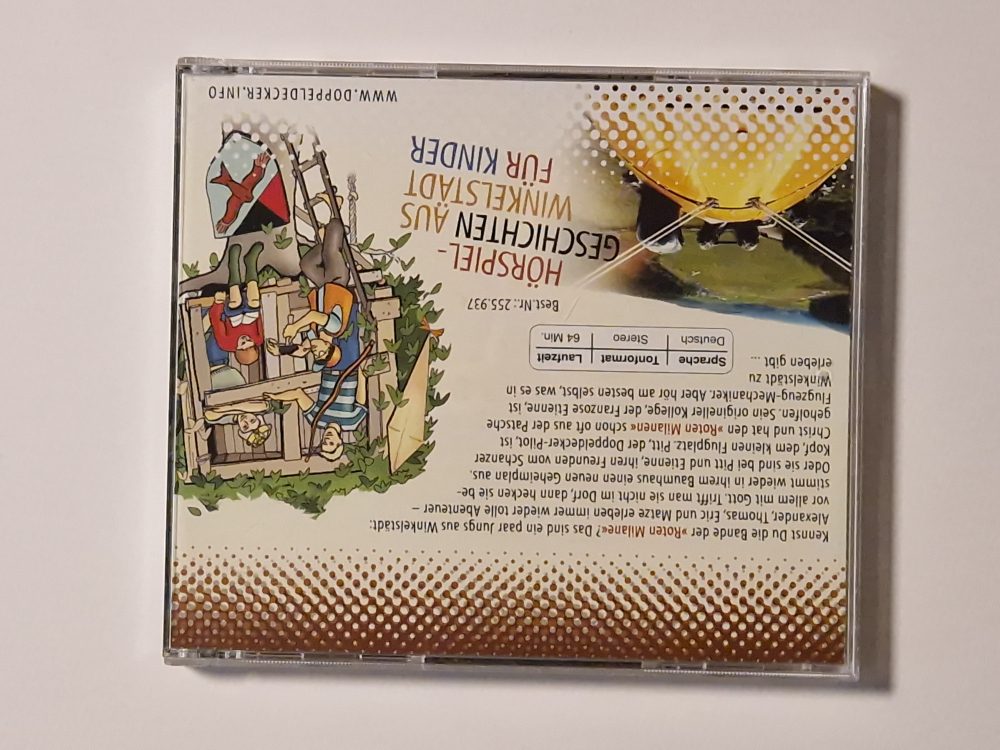 Kennst Du die Bande der »Roten Milane«? Das sind ein paar Jungs aus Winkelstädt:
Alexander, Thomas, Eric und Matze erleben immer wieder tolle Abenteuer –
vor allem mit Gott. Trifft man sie nicht im Dorf, dann hecken sie be-
stimmt wieder in ihrem Baumhaus einen neuen Geheimplan aus.
Oder sie sind bei Pitt und Etienne, ihren Freunden vom Schanzer
Kopf, dem kleinen Flugplatz. Pitt, der Doppeldecker-Pilot, ist
Christ und hat den »Roten Milanen« schon oft aus der Patsche
geholfen. Sein origineller Kollege, der Franzose Etienne, ist
Flugzeug-Mechaniker. Aber hör am besten selbst, was es in
Winkelstädt zu
erleben gibt ...
Sprache Tonformat Laufzeit
Deutsch Stereo 64 Min.
Best.Nr.: 255.937
HÖRSPIEL-
GESCHICHTEN AUS
WINKELSTÄDT
FÜR KINDER
WWW.DOPPELDECKER.INFO